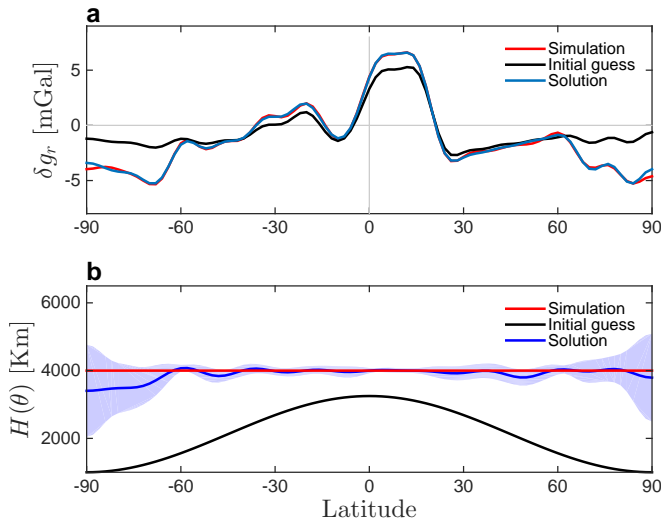 a
Simulation
Initial guess
Solution
δg_r [mGal]
5
0
-5
-90 -60 -30 0 30 60 90
b
Simulation
Initial guess
Solution
H(θ) [Km]
6000
4000
2000
-90 -60 -30 0 30 60 90
Latitude